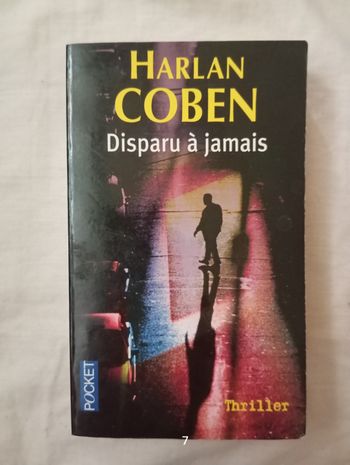 HARLAN
COBEN
Disparu à jamais
POCKET
Thriller
7